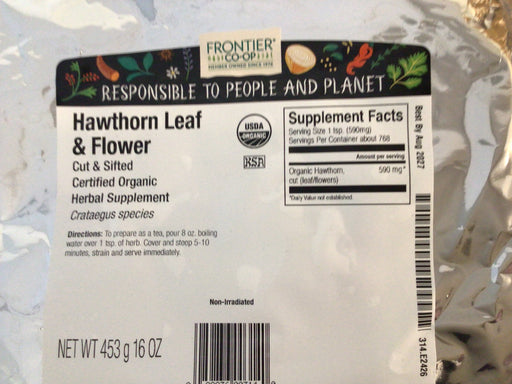 FRONTIER®
CO-OP
MEMBER OWNED SINCE 1976
RESPONSIBLE TO PEOPLE AND PLANET
Hawthorn Leaf
& Flower
Cut & Sifted
Certified Organic
Herbal Supplement
Crataegus species
USDA
ORGANIC
KSA
Directions: To prepare as a tea, pour 8 oz. boiling
water over 1 tsp. of herb. Cover and steep 5-10
minutes, strain and serve immediately.
Supplement Facts
Serving Size 1 tsp. (590mg)
Servings Per Container about 768
Amount per serving
Organic Hawthorn, 590 mg*
cut (leaf/flowers)
*Daily Value not established.
Best By Aug 2027
314.E2426
Non-Irradiated
NET WT 453 g 16 OZ